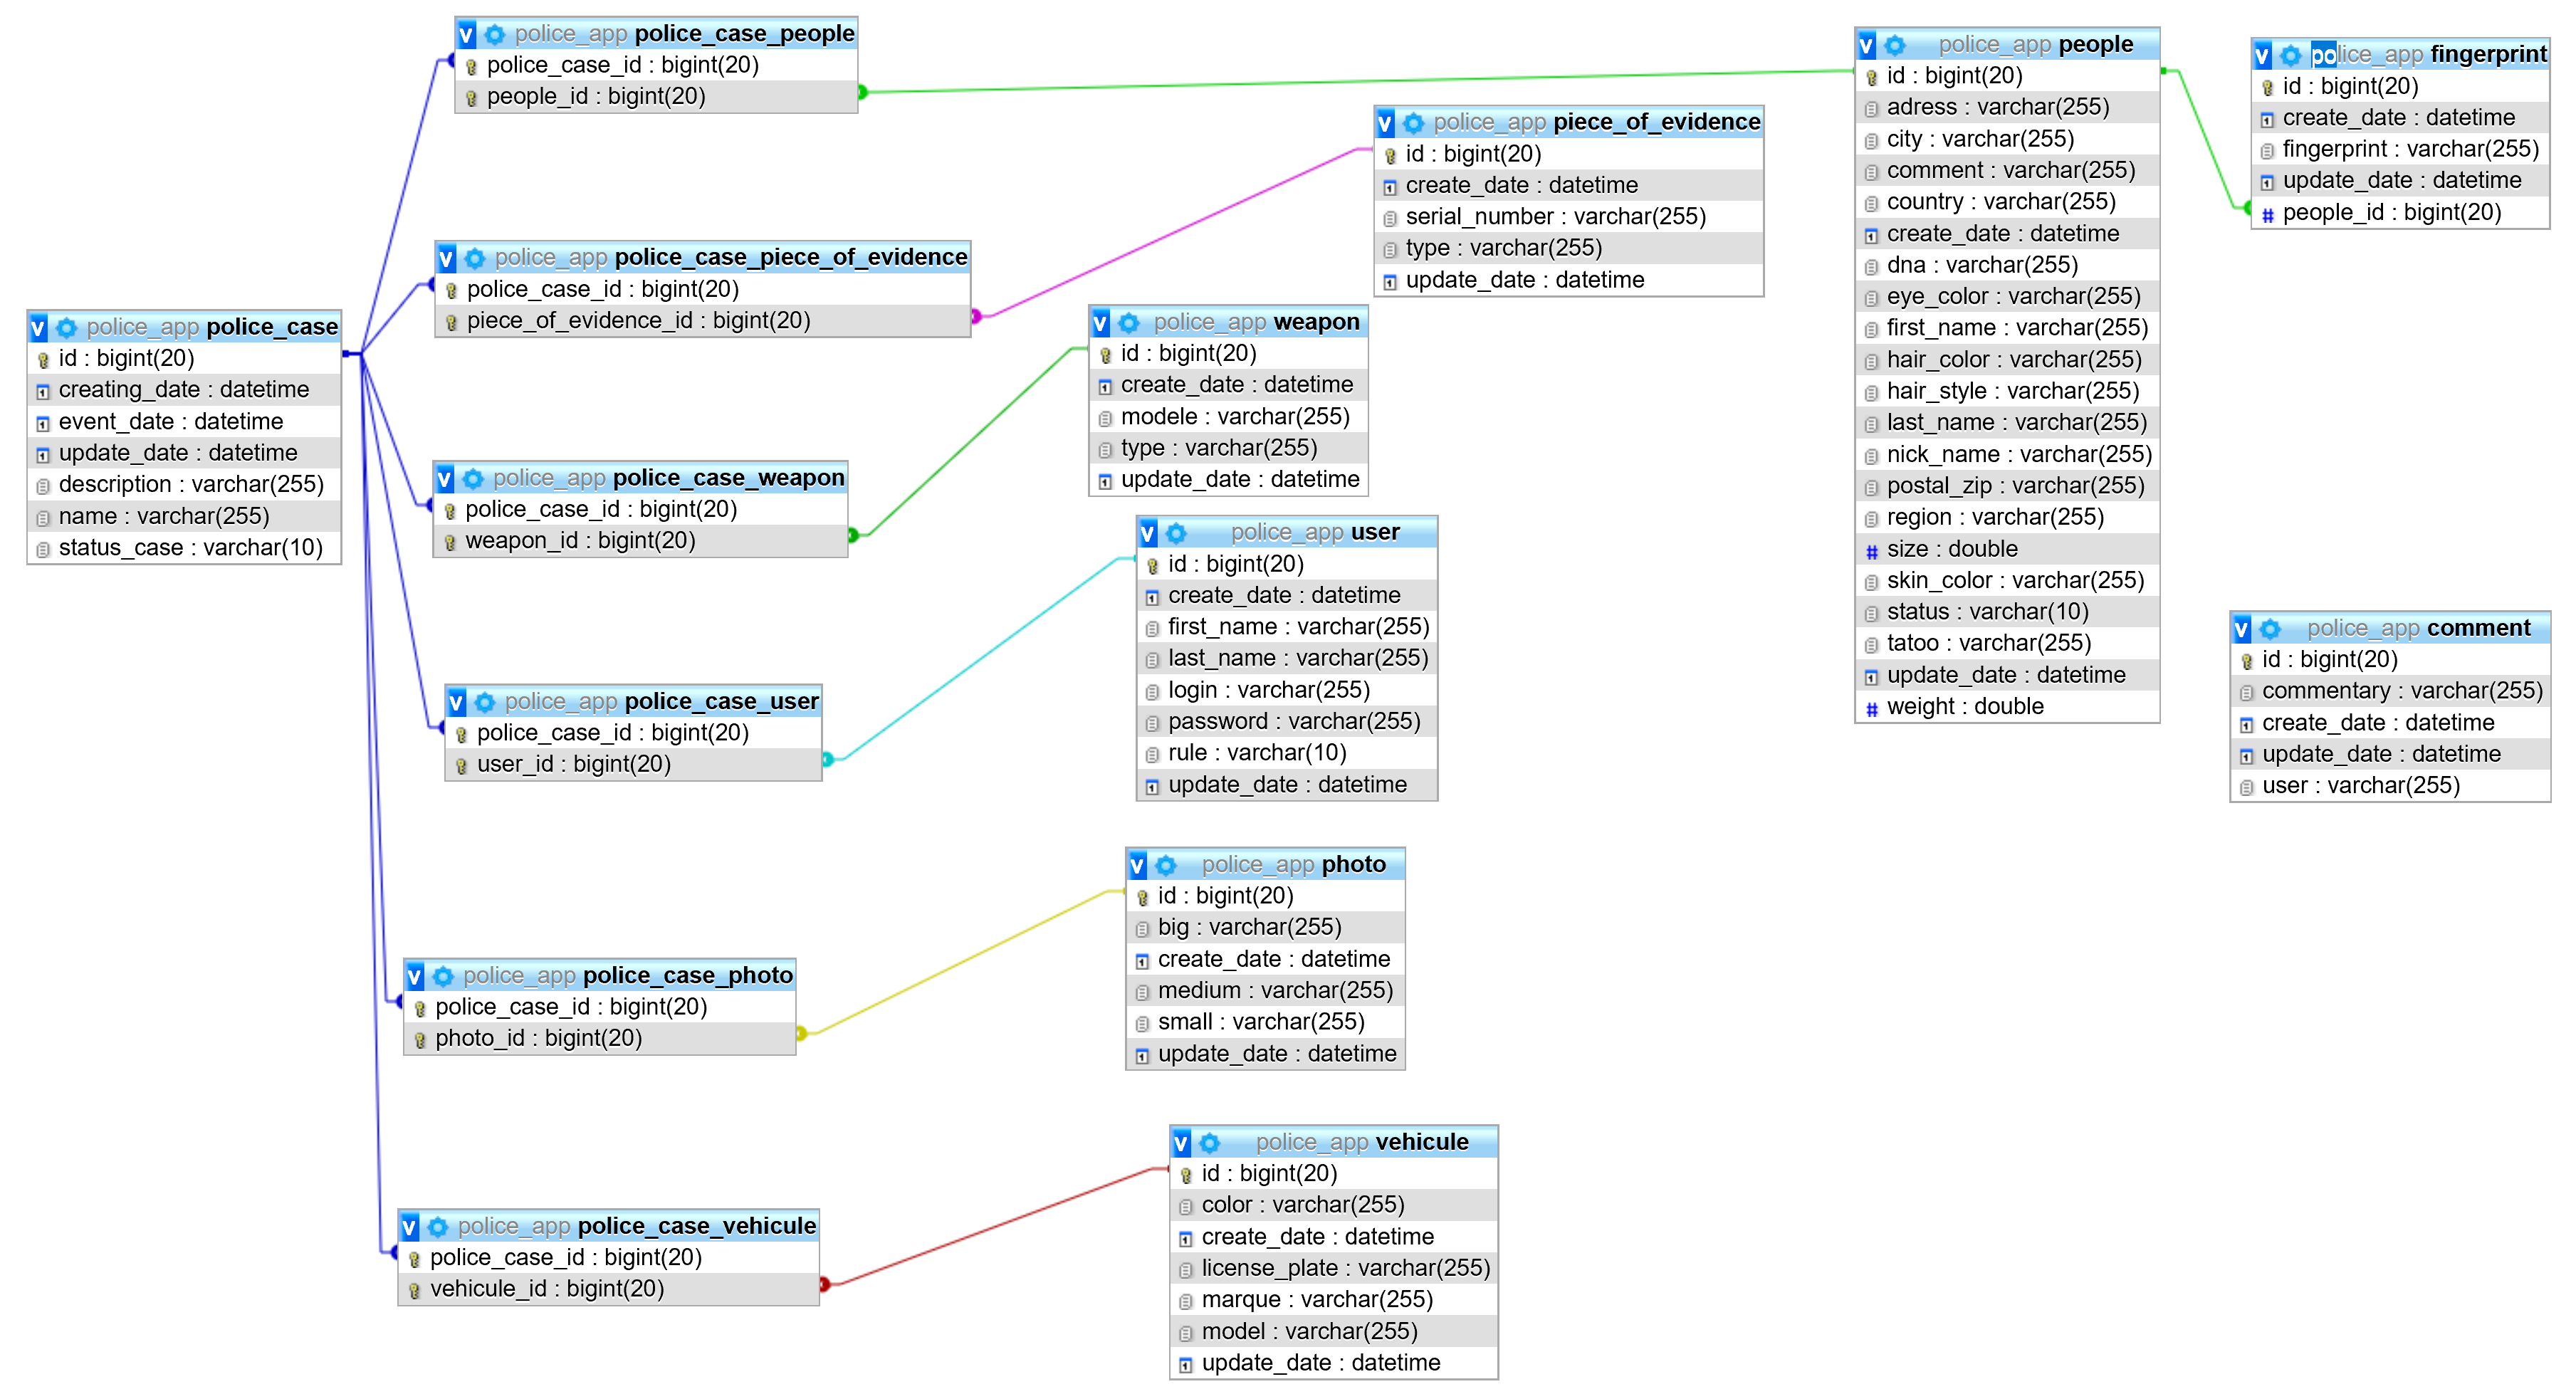 police_app police_case_people
police_case_id : bigint(20)
people_id : bigint(20)
police_app people
id : bigint(20)
adress : varchar(255)
city : varchar(255)
comment : varchar(255)
country : varchar(255)
create_date : datetime
dna : varchar(255)
eye_color : varchar(255)
first_name : varchar(255)
hair_color : varchar(255)
hair_style : varchar(255)
last_name : varchar(255)
nick_name : varchar(255)
postal_zip : varchar(255)
region : varchar(255)
# size : double
skin_color : varchar(255)
status : varchar(10)
tatoo : varchar(255)
update_date : datetime
# weight : double
police_app fingerprint
id : bigint(20)
create_date : datetime
fingerprint : varchar(255)
update_date : datetime
# people_id : bigint(20)
police_app piece_of_evidence
id : bigint(20)
create_date : datetime
serial_number : varchar(255)
type : varchar(255)
update_date : datetime
police_app police_case_piece_of_evidence
police_case_id : bigint(20)
piece_of_evidence_id : bigint(20)
police_app police_case
id : bigint(20)
creating_date : datetime
event_date : datetime
update_date : datetime
description : varchar(255)
name : varchar(255)
status_case : varchar(10)
police_app weapon
id : bigint(20)
create_date : datetime
modele : varchar(255)
type : varchar(255)
update_date : datetime
police_app police_case_weapon
police_case_id : bigint(20)
weapon_id : bigint(20)
police_app user
id : bigint(20)
create_date : datetime
first_name : varchar(255)
last_name : varchar(255)
login : varchar(255)
password : varchar(255)
rule : varchar(10)
update_date : datetime
police_app comment
id : bigint(20)
commentary : varchar(255)
create_date : datetime
update_date : datetime
user : varchar(255)
police_app police_case_user
police_case_id : bigint(20)
user_id : bigint(20)
police_app photo
id : bigint(20)
big : varchar(255)
create_date : datetime
medium : varchar(255)
small : varchar(255)
update_date : datetime
police_app police_case_photo
police_case_id : bigint(20)
photo_id : bigint(20)
police_app vehicule
id : bigint(20)
color : varchar(255)
create_date : datetime
license_plate : varchar(255)
marque : varchar(255)
model : varchar(255)
update_date : datetime
police_app police_case_vehicule
police_case_id : bigint(20)
vehicule_id : bigint(20)